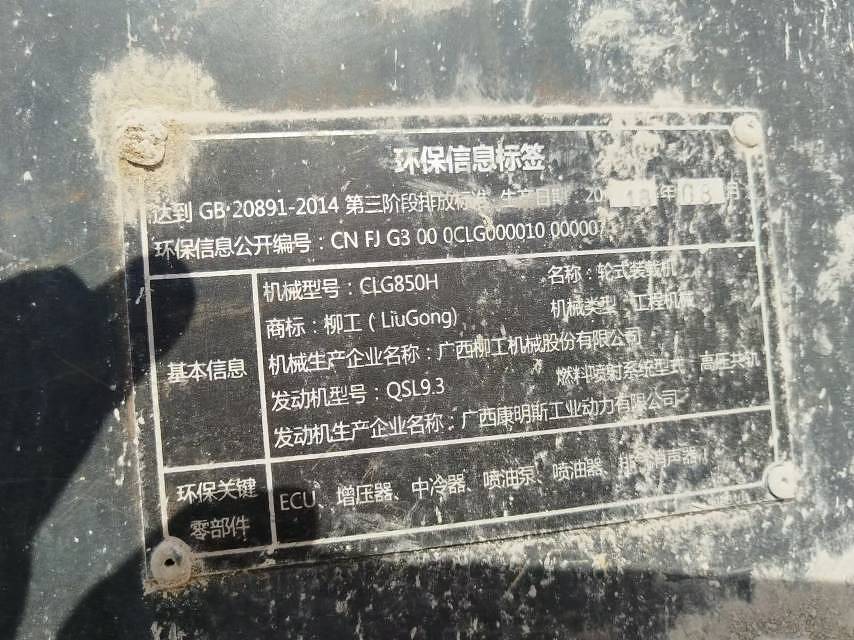 环保信息标签
达到 GB 20891-2014 第三阶段排放标准 生产日期 20 年 08 月
环保信息公开编号：CN FJ G3 00 0CLG000010 000007
基本信息
机械型号：CLG850H 名称：轮式装载机
商标：柳工（LiuGong） 机械类型：工程机械
机械生产企业名称：广西柳工机械股份有限公司
发动机型号：QSL9.3 燃料喷射系统型式：高压共轨
发动机生产企业名称：广西康明斯工业动力有限公司
环保关键
零部件
ECU、增压器、中冷器、喷油泵、喷油器、排气消声器